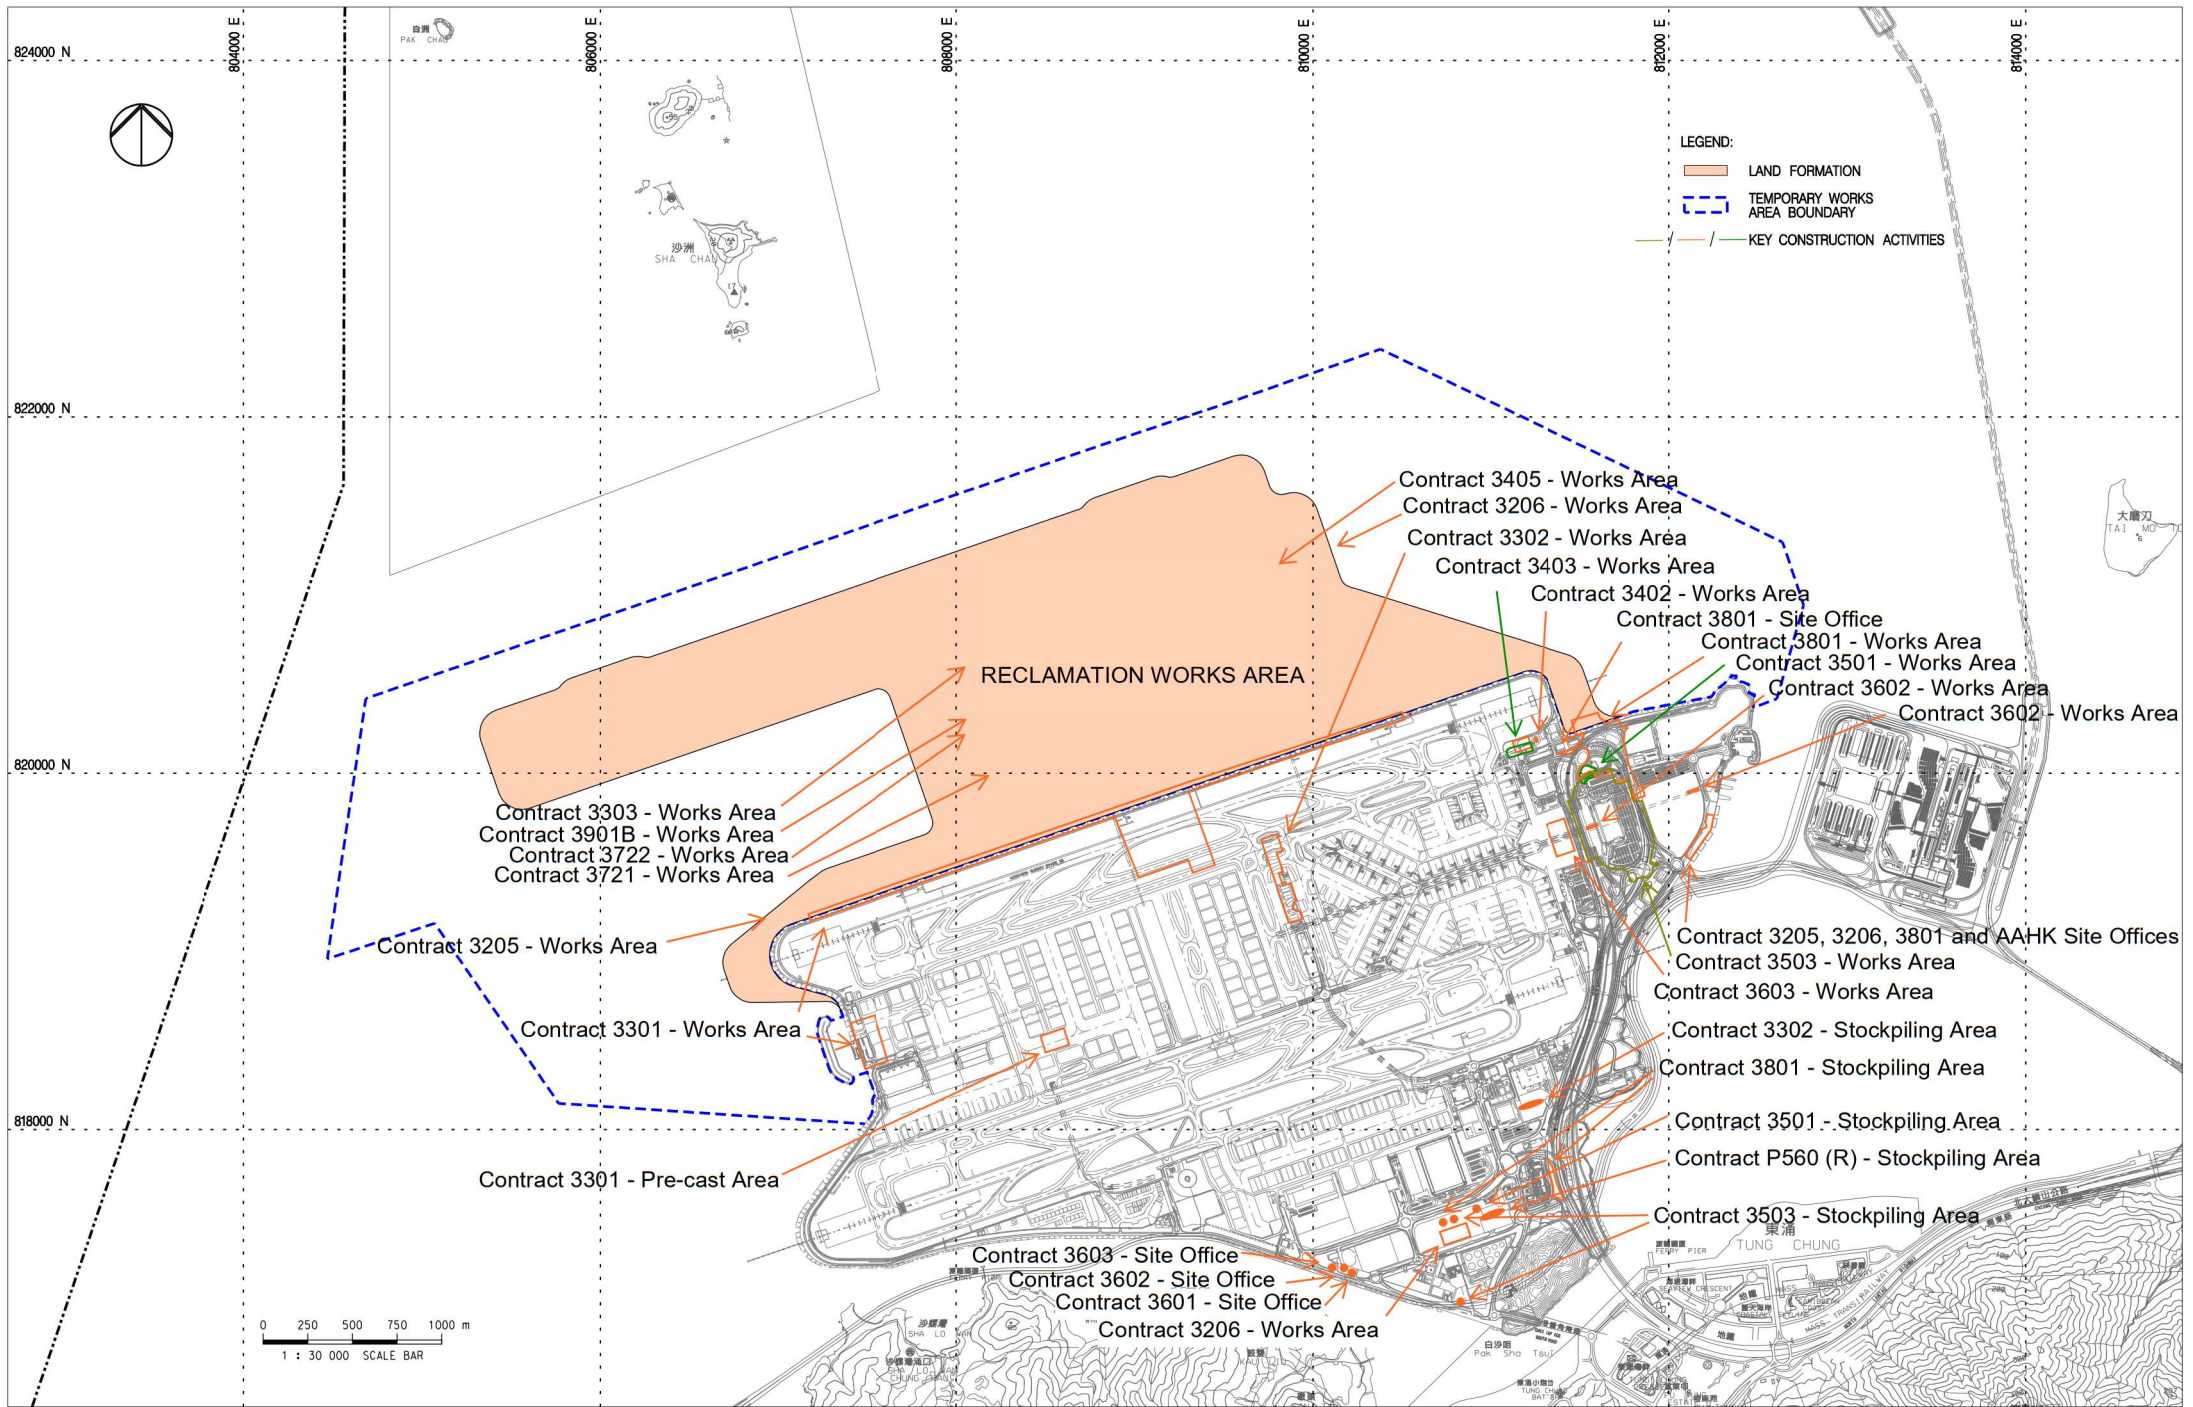 804000 E
806000 E
808000 E
810000 E
812000 E
814000 E
824000 N
白洲
PAK CHAU
LEGEND:
LAND FORMATION
TEMPORARY WORKS
AREA BOUNDARY
KEY CONSTRUCTION ACTIVITIES
沙洲
SHA CHAU
17
822000 N
Contract 3405 - Works Area
Contract 3206 - Works Area
Contract 3302 - Works Area
Contract 3403 - Works Area
Contract 3402 - Works Area
Contract 3801 - Site Office
Contract 3801 - Works Area
Contract 3501 - Works Area
Contract 3602 - Works Area
Contract 3602 - Works Area
大磨刀
TAI MO TO
6
RECLAMATION WORKS AREA
820000 N
Contract 3303 - Works Area
Contract 3901B - Works Area
Contract 3722 - Works Area
Contract 3721 - Works Area
Contract 3205 - Works Area
Contract 3205, 3206, 3801 and AAHK Site Offices
Contract 3503 - Works Area
Contract 3603 - Works Area
Contract 3301 - Works Area
Contract 3302 - Stockpiling Area
Contract 3801 - Stockpiling Area
818000 N
Contract 3501 - Stockpiling Area
Contract P560 (R) - Stockpiling Area
Contract 3301 - Pre-cast Area
Contract 3503 - Stockpiling Area
東涌
TUNG CHUNG
FERRY PIER
Contract 3603 - Site Office
Contract 3602 - Site Office
Contract 3601 - Site Office
Contract 3206 - Works Area
SEAVIEW CRESCENT
MASS TRANSIT RAILWAY
0 250 500 750 1000 m
1 : 30 000 SCALE BAR
沙螺灣
SHA LO WAN
白沙咀
Pak Sha Tsui